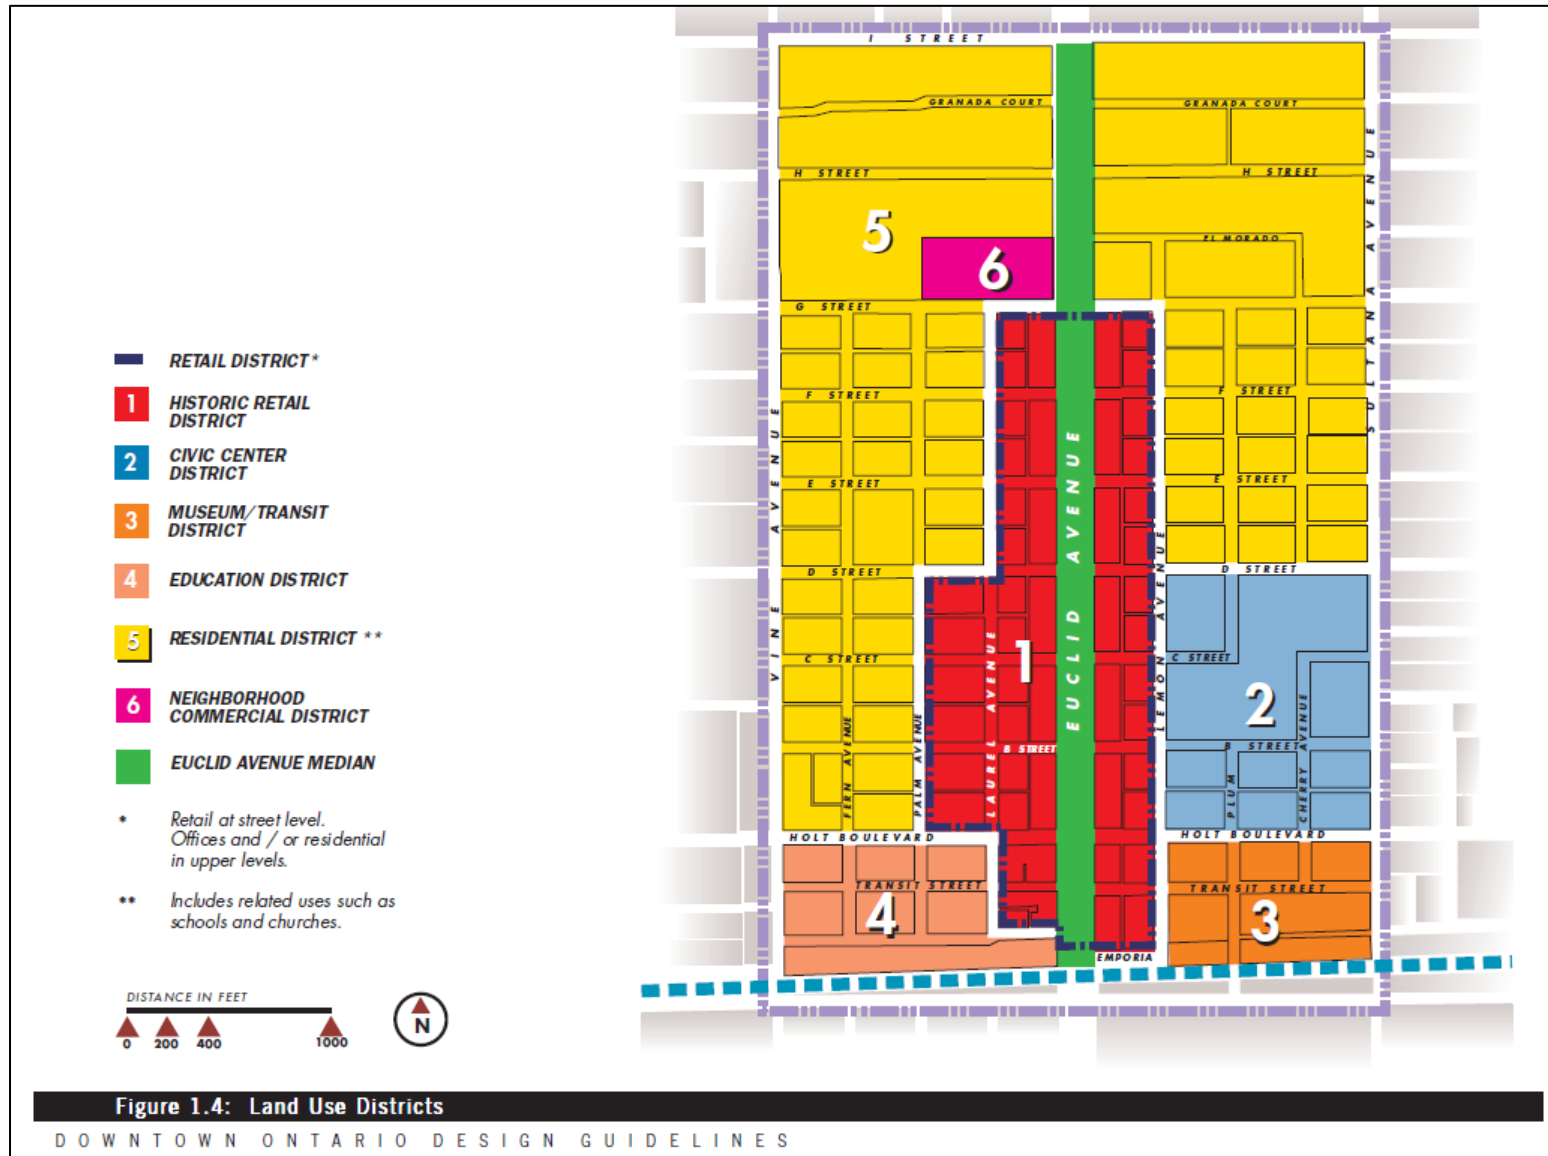 I STREET
GRANADA COURT
GRANADA COURT
H STREET
H STREET
SULTANA AVENUE
5
EL MORADO
6
G STREET
RETAIL DISTRICT*
1
HISTORIC RETAIL
DISTRICT
2
CIVIC CENTER
DISTRICT
3
MUSEUM/TRANSIT
DISTRICT
4
EDUCATION DISTRICT
5
RESIDENTIAL DISTRICT **
6
NEIGHBORHOOD
COMMERCIAL DISTRICT
EUCLID AVENUE MEDIAN
* Retail at street level.
Offices and / or residential
in upper levels.
** Includes related uses such as
schools and churches.
F STREET
F STREET
VINE AVENUE
EUCLID AVENUE
E STREET
E STREET
D STREET
D STREET
LEMON AVENUE
LAUREL AVENUE
1
C STREET
C STREET
2
FERN AVENUE
PALM AVENUE
B STREET
B STREET
PLUM
CHERRY AVENUE
HOLT BOULEVARD
HOLT BOULEVARD
TRANSIT STREET
TRANSIT STREET
4
3
EMPORIA
DISTANCE IN FEET
0 200 400 1000
N
Figure 1.4: Land Use Districts
DOWNTOWN ONTARIO DESIGN GUIDELINES